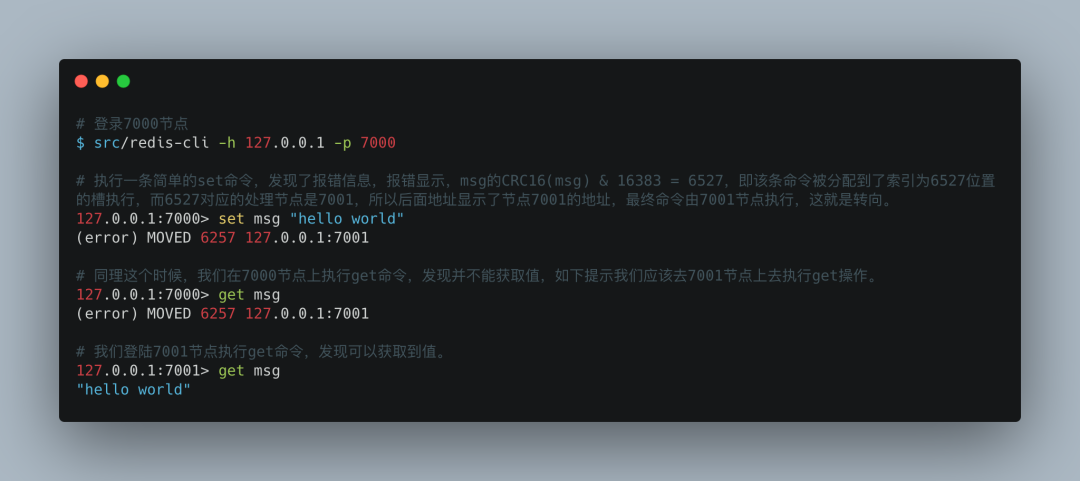 # 登录7000节点
$ src/redis-cli -h 127.0.0.1 -p 7000
# 执行一条简单的set命令，发现了报错信息，报错显示，msg的CRC16(msg) & 16383 = 6527，即该条命令被分配到了索引为6527位置
的槽执行，而6527对应的处理节点是7001，所以后面地址显示了节点7001的地址，最终命令由7001节点执行，这就是转向。
127.0.0.1:7000> set msg "hello world"
(error) MOVED 6257 127.0.0.1:7001
# 同理这个时候，我们在7000节点上执行get命令，发现并不能获取值，如下提示我们应该去7001节点上去执行get操作。
127.0.0.1:7000> get msg
(error) MOVED 6257 127.0.0.1:7001
# 我们登陆7001节点执行get命令，发现可以获取到值。
127.0.0.1:7001> get msg
"hello world"